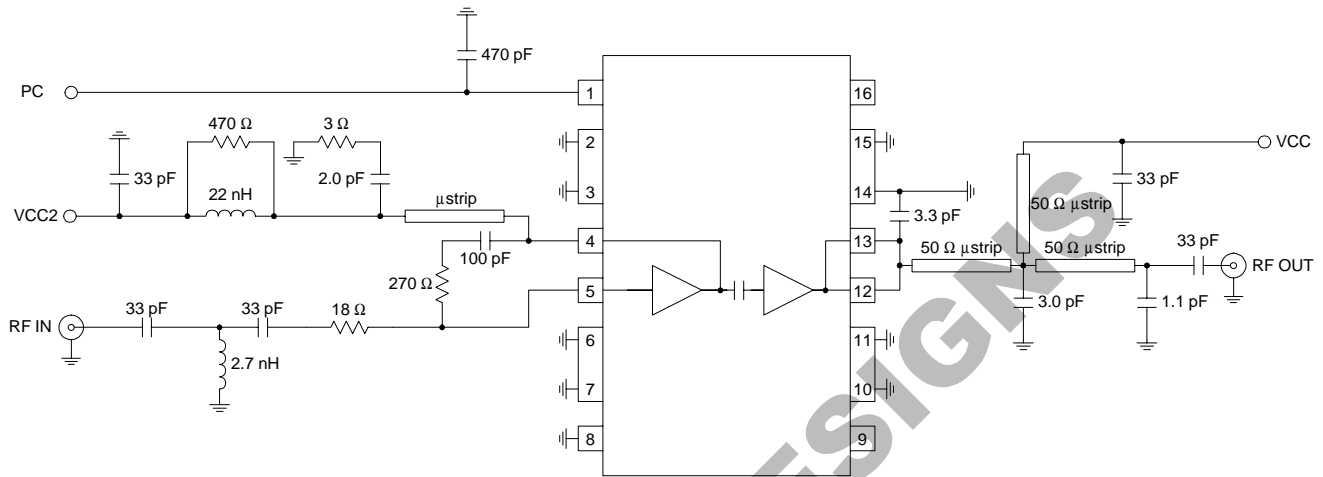 470 pF
PC
1
16
470 Ω
3 Ω
2
15
33 pF
2.0 pF
33 pF
VCC
22 nH
3
14
50 Ω µstrip
VCC2
µstrip
3.3 pF
100 pF
4
13
50 Ω µstrip
50 Ω µstrip
33 pF
270 Ω
5
12
RF OUT
33 pF
33 pF
18 Ω
3.0 pF
1.1 pF
RF IN
6
11
2.7 nH
7
10
8
9
ESIGNS